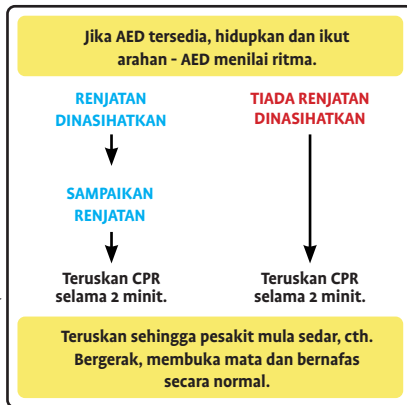 Jika AED tersedia, hidupkan dan ikut
arahan - AED menilai ritma.
RENJATAN
DINASIHATKAN
SAMPAIKAN
RENJATAN
Teruskan CPR
selama 2 minit.
TIADA RENJATAN
DINASIHATKAN
Teruskan CPR
selama 2 minit.
Teruskan sehingga pesakit mula sedar, cth.
Bergerak, membuka mata dan bernafas
secara normal.